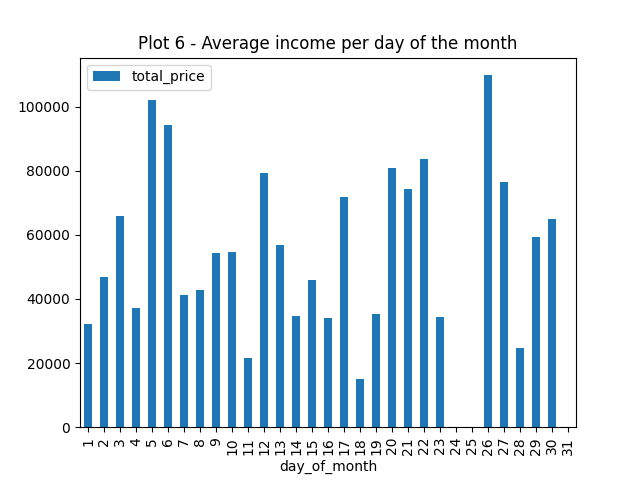 Plot 6 - Average income per day of the month
total_price
100000
80000
60000
40000
20000
0
1 2 3 4 5 6 7 8 9 10 11 12 13 14 15 16 17 18 19 20 21 22 23 24 25 26 27 28 29 30 31
day_of_month